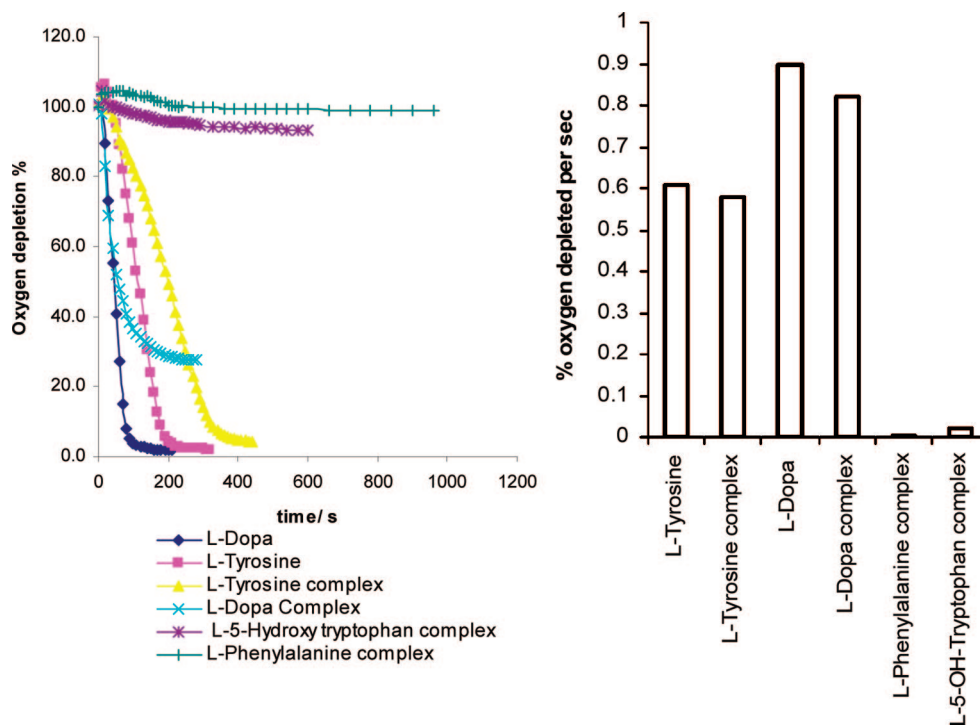 120.0
100.0
80.0
60.0
40.0
20.0
0.0
Oxygen depletion %
0
200
400
600
800
1000
1200
time/ s
L-Dopa
L-Tyrosine
L-Tyrosine complex
L-Dopa Complex
L-5-Hydroxy tryptophan complex
L-Phenylalanine complex
1
0.9
0.8
0.7
0.6
0.5
0.4
0.3
0.2
0.1
0
% oxygen depleted per sec
L-Tyrosine
L-Tyrosine complex
L-Dopa
L-Dopa complex
L-Phenylalanine complex
L-5-OH-Tryptophan complex